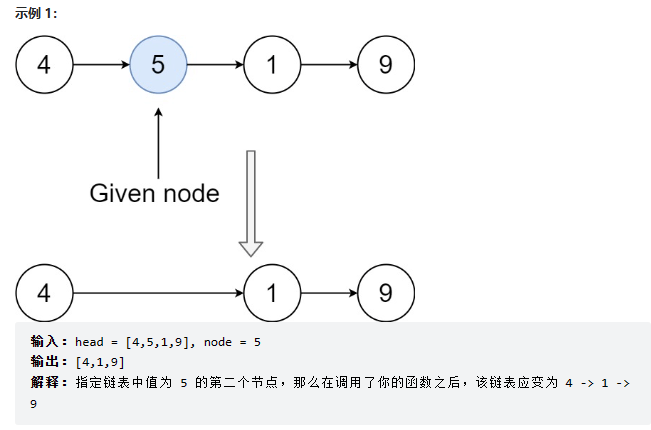 示例 1：
4 5 1 9
Given node
4 1 9
输入：head = [4,5,1,9], node = 5
输出：[4,1,9]
解释：指定链表中值为 5 的第二个节点，那么在调用了你的函数之后，该链表应变为 4 -> 1 ->
9